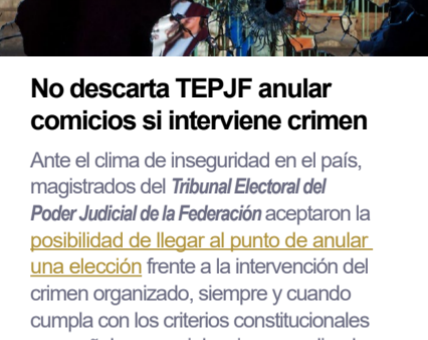 No descarta TEPJF anular
comicios si interviene crimen
Ante el clima de inseguridad en el país,
magistrados del Tribunal Electoral del
Poder Judicial de la Federación aceptaron la
posibilidad de llegar al punto de anular
una elección frente a la intervención del
crimen organizado, siempre y cuando
cumpla con los criterios constitucionales